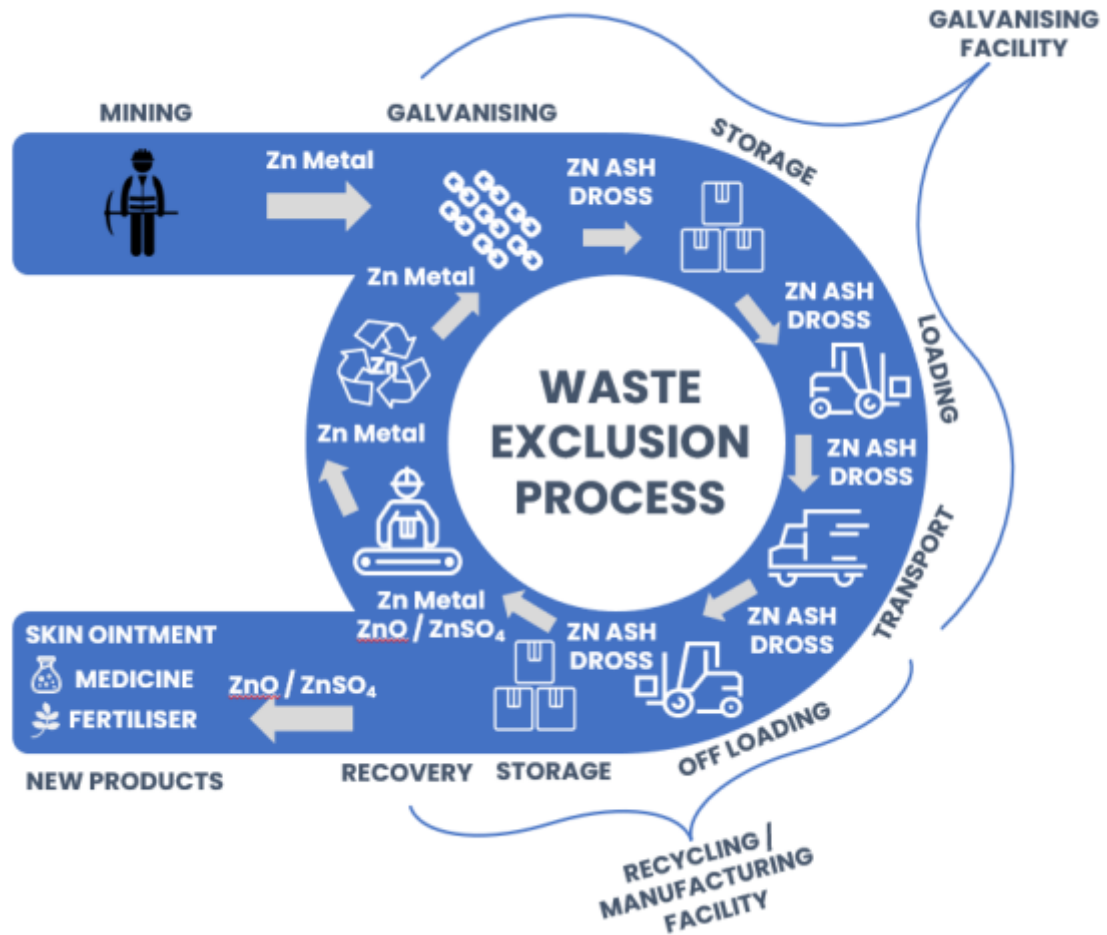 GALVANISING
FACILITY
MINING
GALVANISING
STORAGE
Zn Metal
ZN ASH
DROSS
Zn Metal
ZN ASH
DROSS
LOADING
Zn
WASTE
EXCLUSION
PROCESS
Zn Metal
ZN ASH
DROSS
TRANSPORT
Zn Metal
ZnO / ZnSO₄
ZN ASH
DROSS
ZN ASH
DROSS
SKIN OINTMENT
MEDICINE
FERTILISER
ZnO / ZnSO₄
OFF LOADING
NEW PRODUCTS
RECOVERY
STORAGE
RECYCLING /
MANUFACTURING
FACILITY